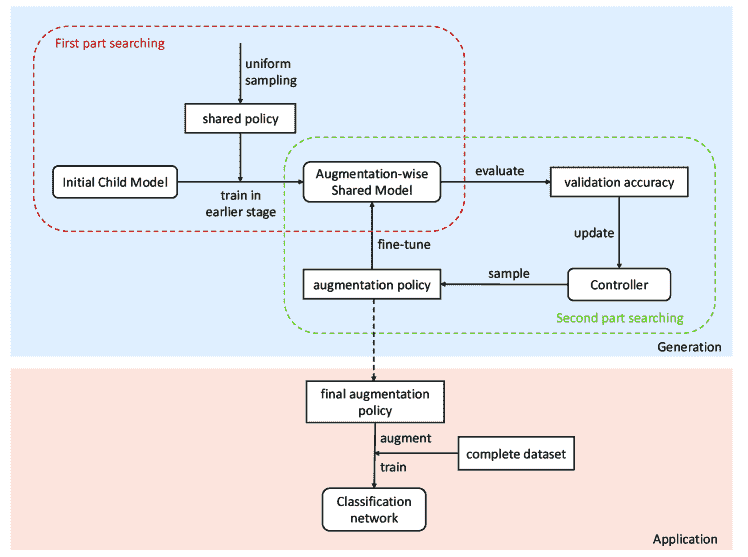 First part searching
uniform
sampling
shared policy
Initial Child Model
train in
earlier stage
Augmentation-wise
Shared Model
evaluate
validation accuracy
update
fine-tune
augmentation policy
sample
Controller
Second part searching
Generation
final augmentation
policy
augment
complete dataset
train
Classification
network
Application